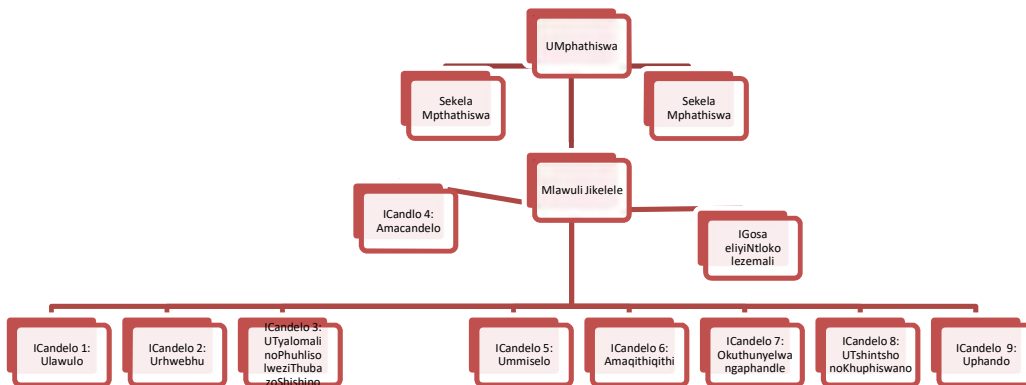 UMphathiswa
Sekela
Mpthathiswa
Sekela
Mphathiswa
Mlawuli Jikelele
ICandlo 4:
Amacandelo
IGosa
eliyiNtloko
lezemali
ICandelo 1:
Ulawulo
ICandelo 2:
Urhwebhu
ICandelo 3:
UTyalomali
noPhuhliso
lweziThuba
zoShishino
ICandelo 5:
Ummiselo
ICandelo 6:
Amaqithiqithi
ICandelo 7:
Okuthunyelwa
ngaphandle
ICandelo 8:
UTshintsho
noKhuphiswano
ICandelo 9:
Uphando